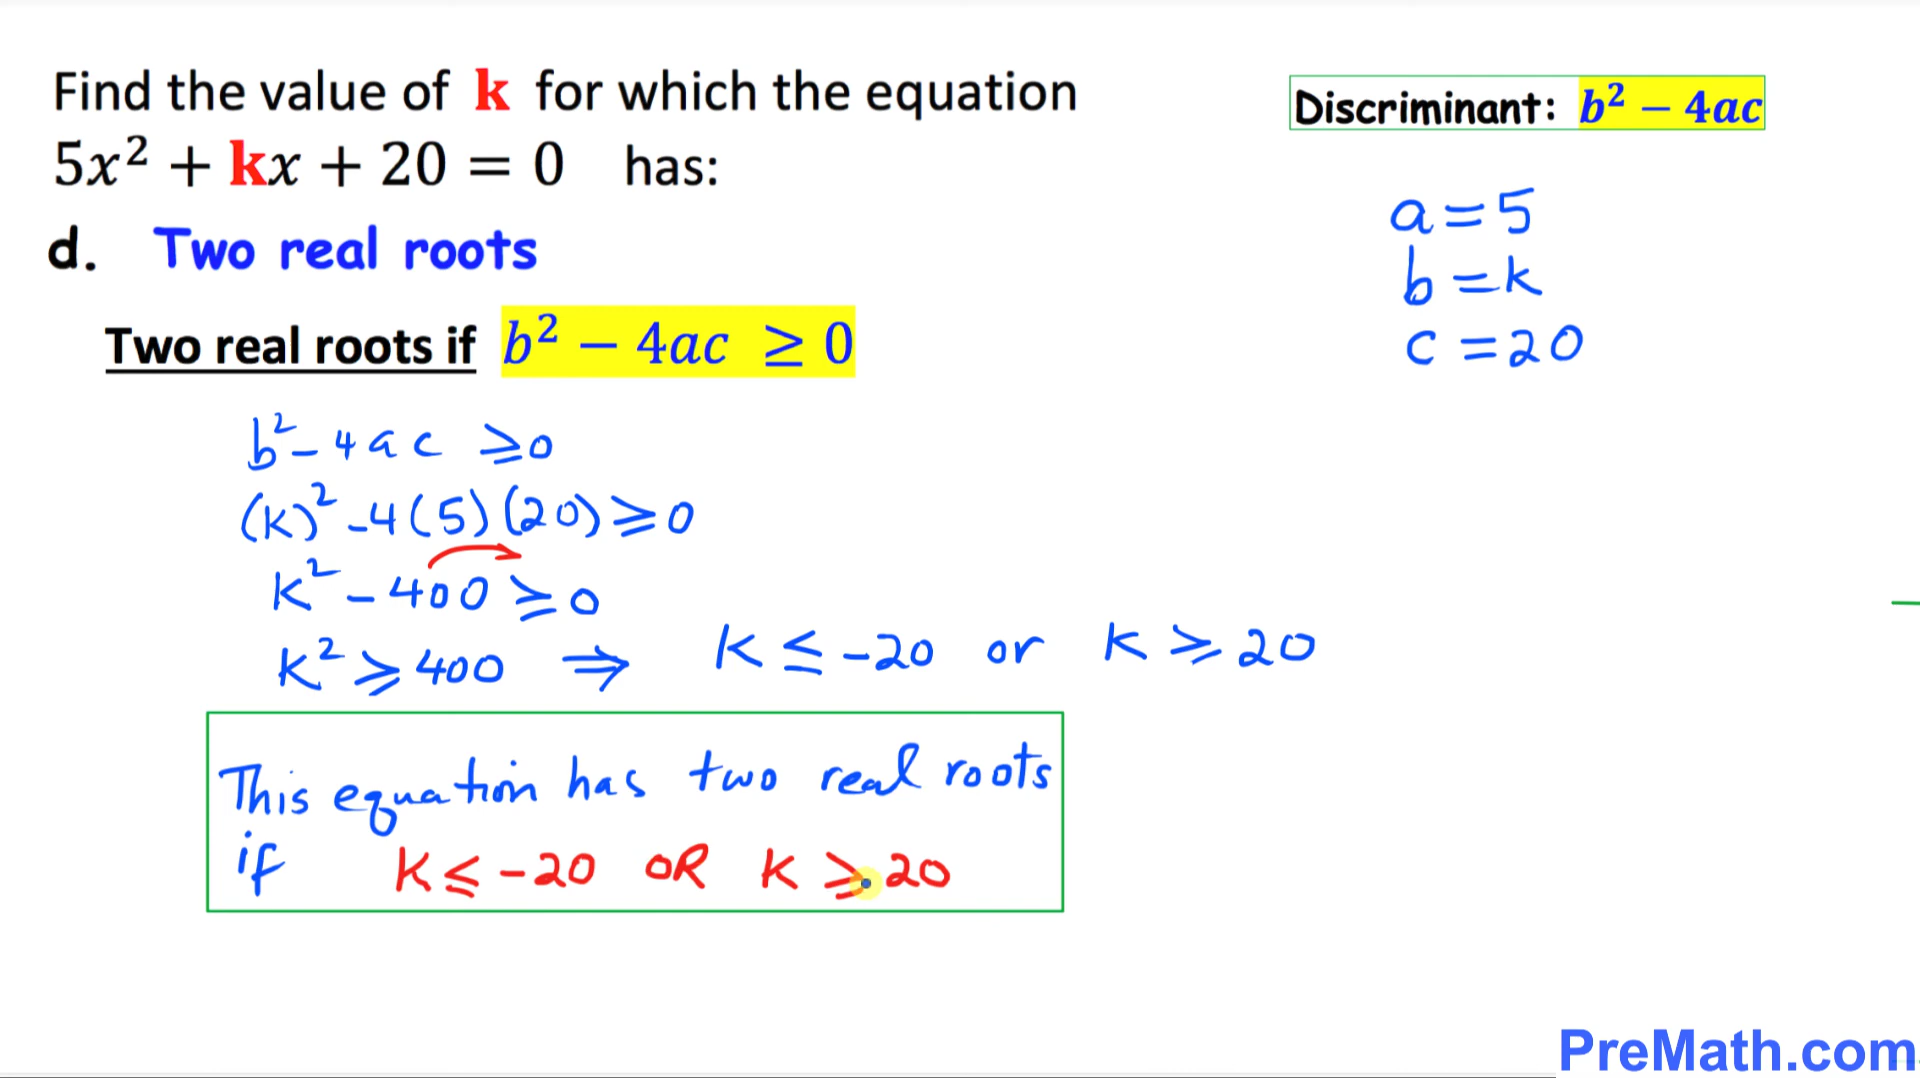 Find the value of k for which the equation
5x² + kx + 20 = 0 has:
d. Two real roots
Two real roots if b² − 4ac ≥ 0
b² - 4ac ≥ 0
(k)² - 4(5)(20) ≥ 0
k² - 400 ≥ 0
k² ≥ 400 ⇒ k ≤ -20 or k ≥ 20
This equation has two real roots
if k ≤ -20 OR k ≥ 20
Discriminant: b² − 4ac
a = 5
b = k
c = 20
PreMath.com